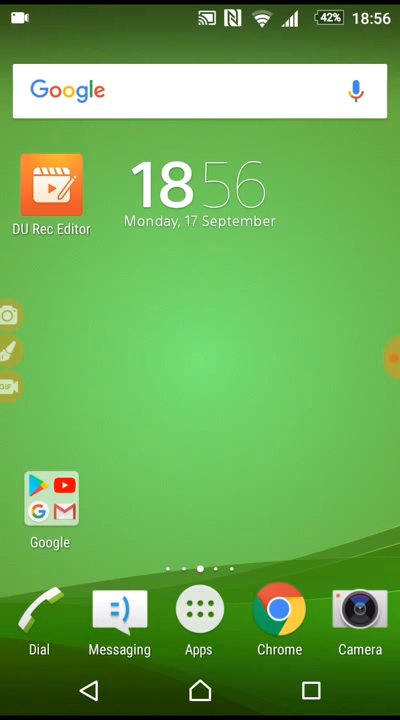 42% 18:56
Google
18 56
Monday, 17 September
DU Rec Editor
GIF
Google
Dial Messaging Apps Chrome Camera